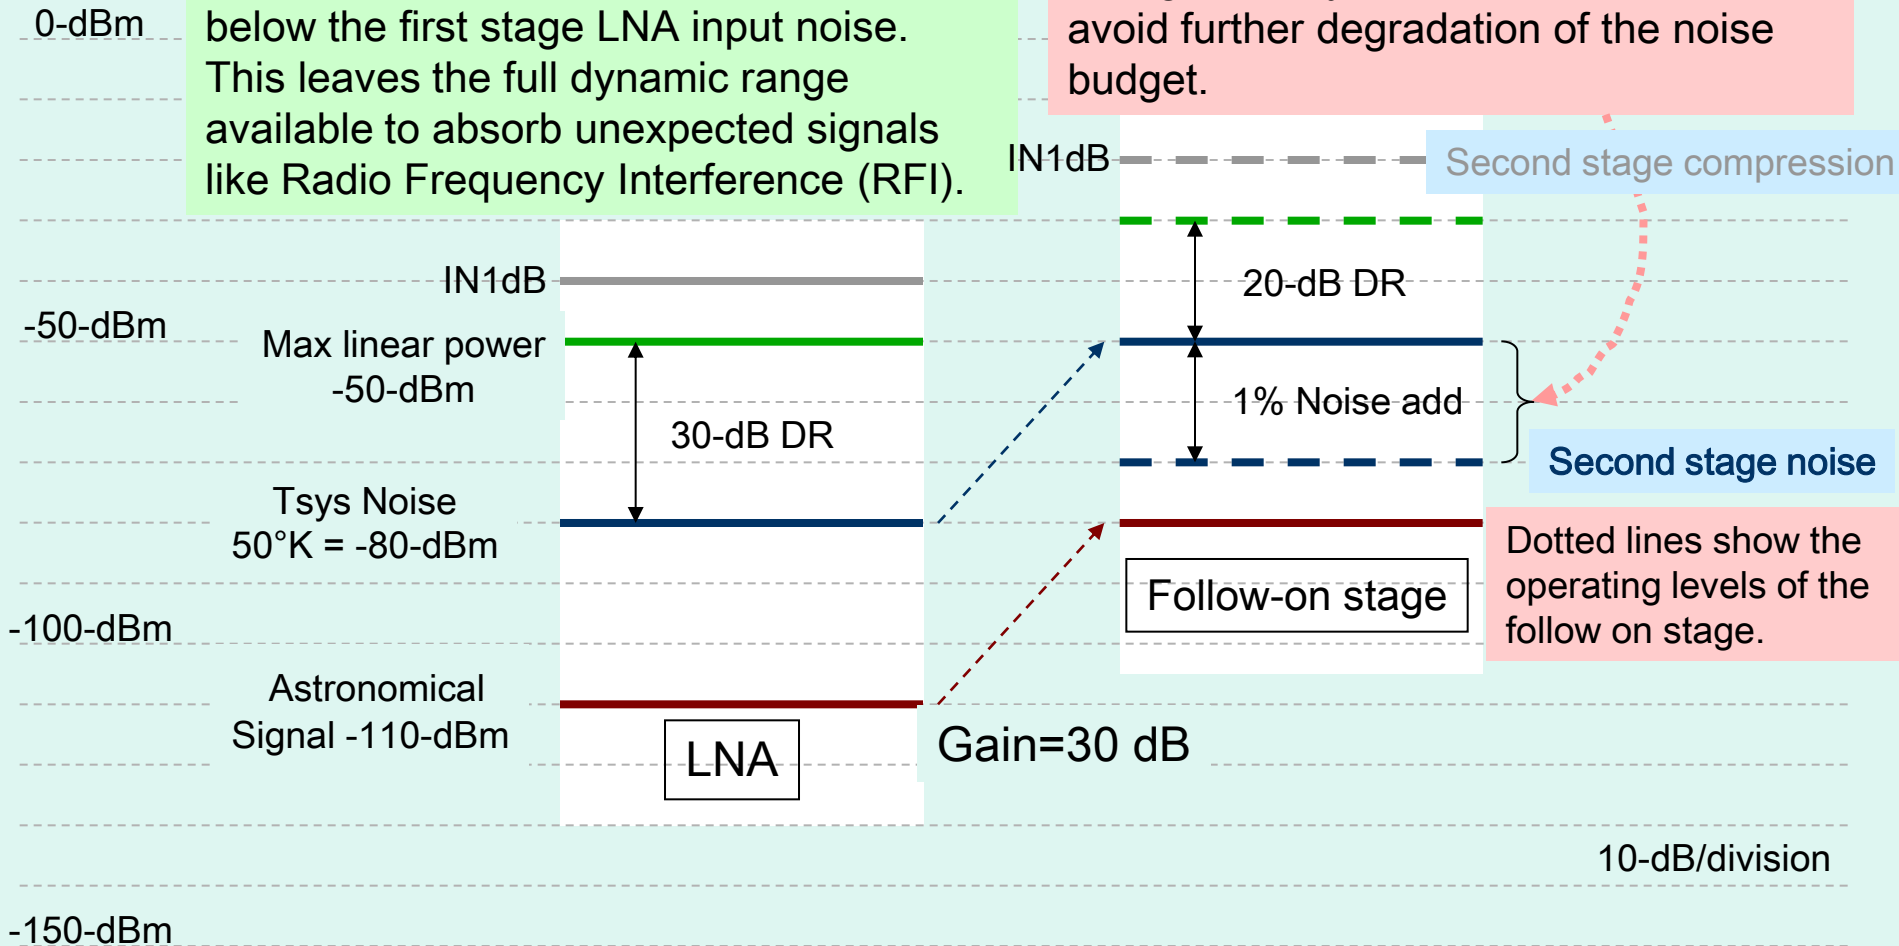 0-dBm
below the first stage LNA input noise.
This leaves the full dynamic range
available to absorb unexpected signals
like Radio Frequency Interference (RFI).
avoid further degradation of the noise
budget.
IN1dB
Second stage compression
IN1dB
20-dB DR
-50-dBm
Max linear power
-50-dBm
1% Noise add
30-dB DR
Second stage noise
Tsys Noise
50°K = -80-dBm
Dotted lines show the
operating levels of the
follow on stage.
Follow-on stage
-100-dBm
Astronomical
Signal -110-dBm
LNA
Gain=30 dB
10-dB/division
-150-dBm